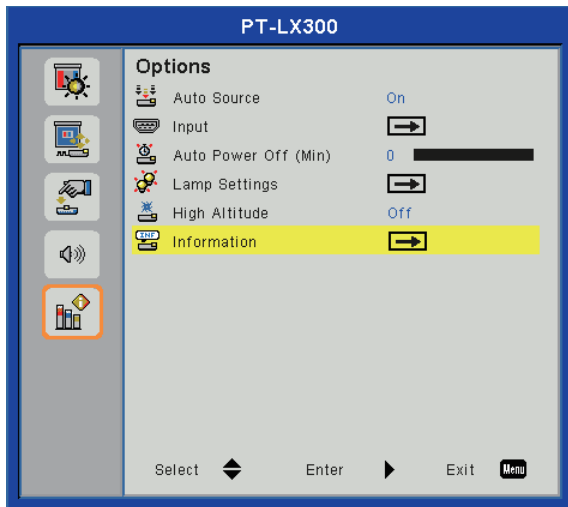 PT-LX300
Options
Auto Source On
Input
Auto Power Off (Min) 0
Lamp Settings
High Altitude Off
INF Information
Select Enter Exit Menu